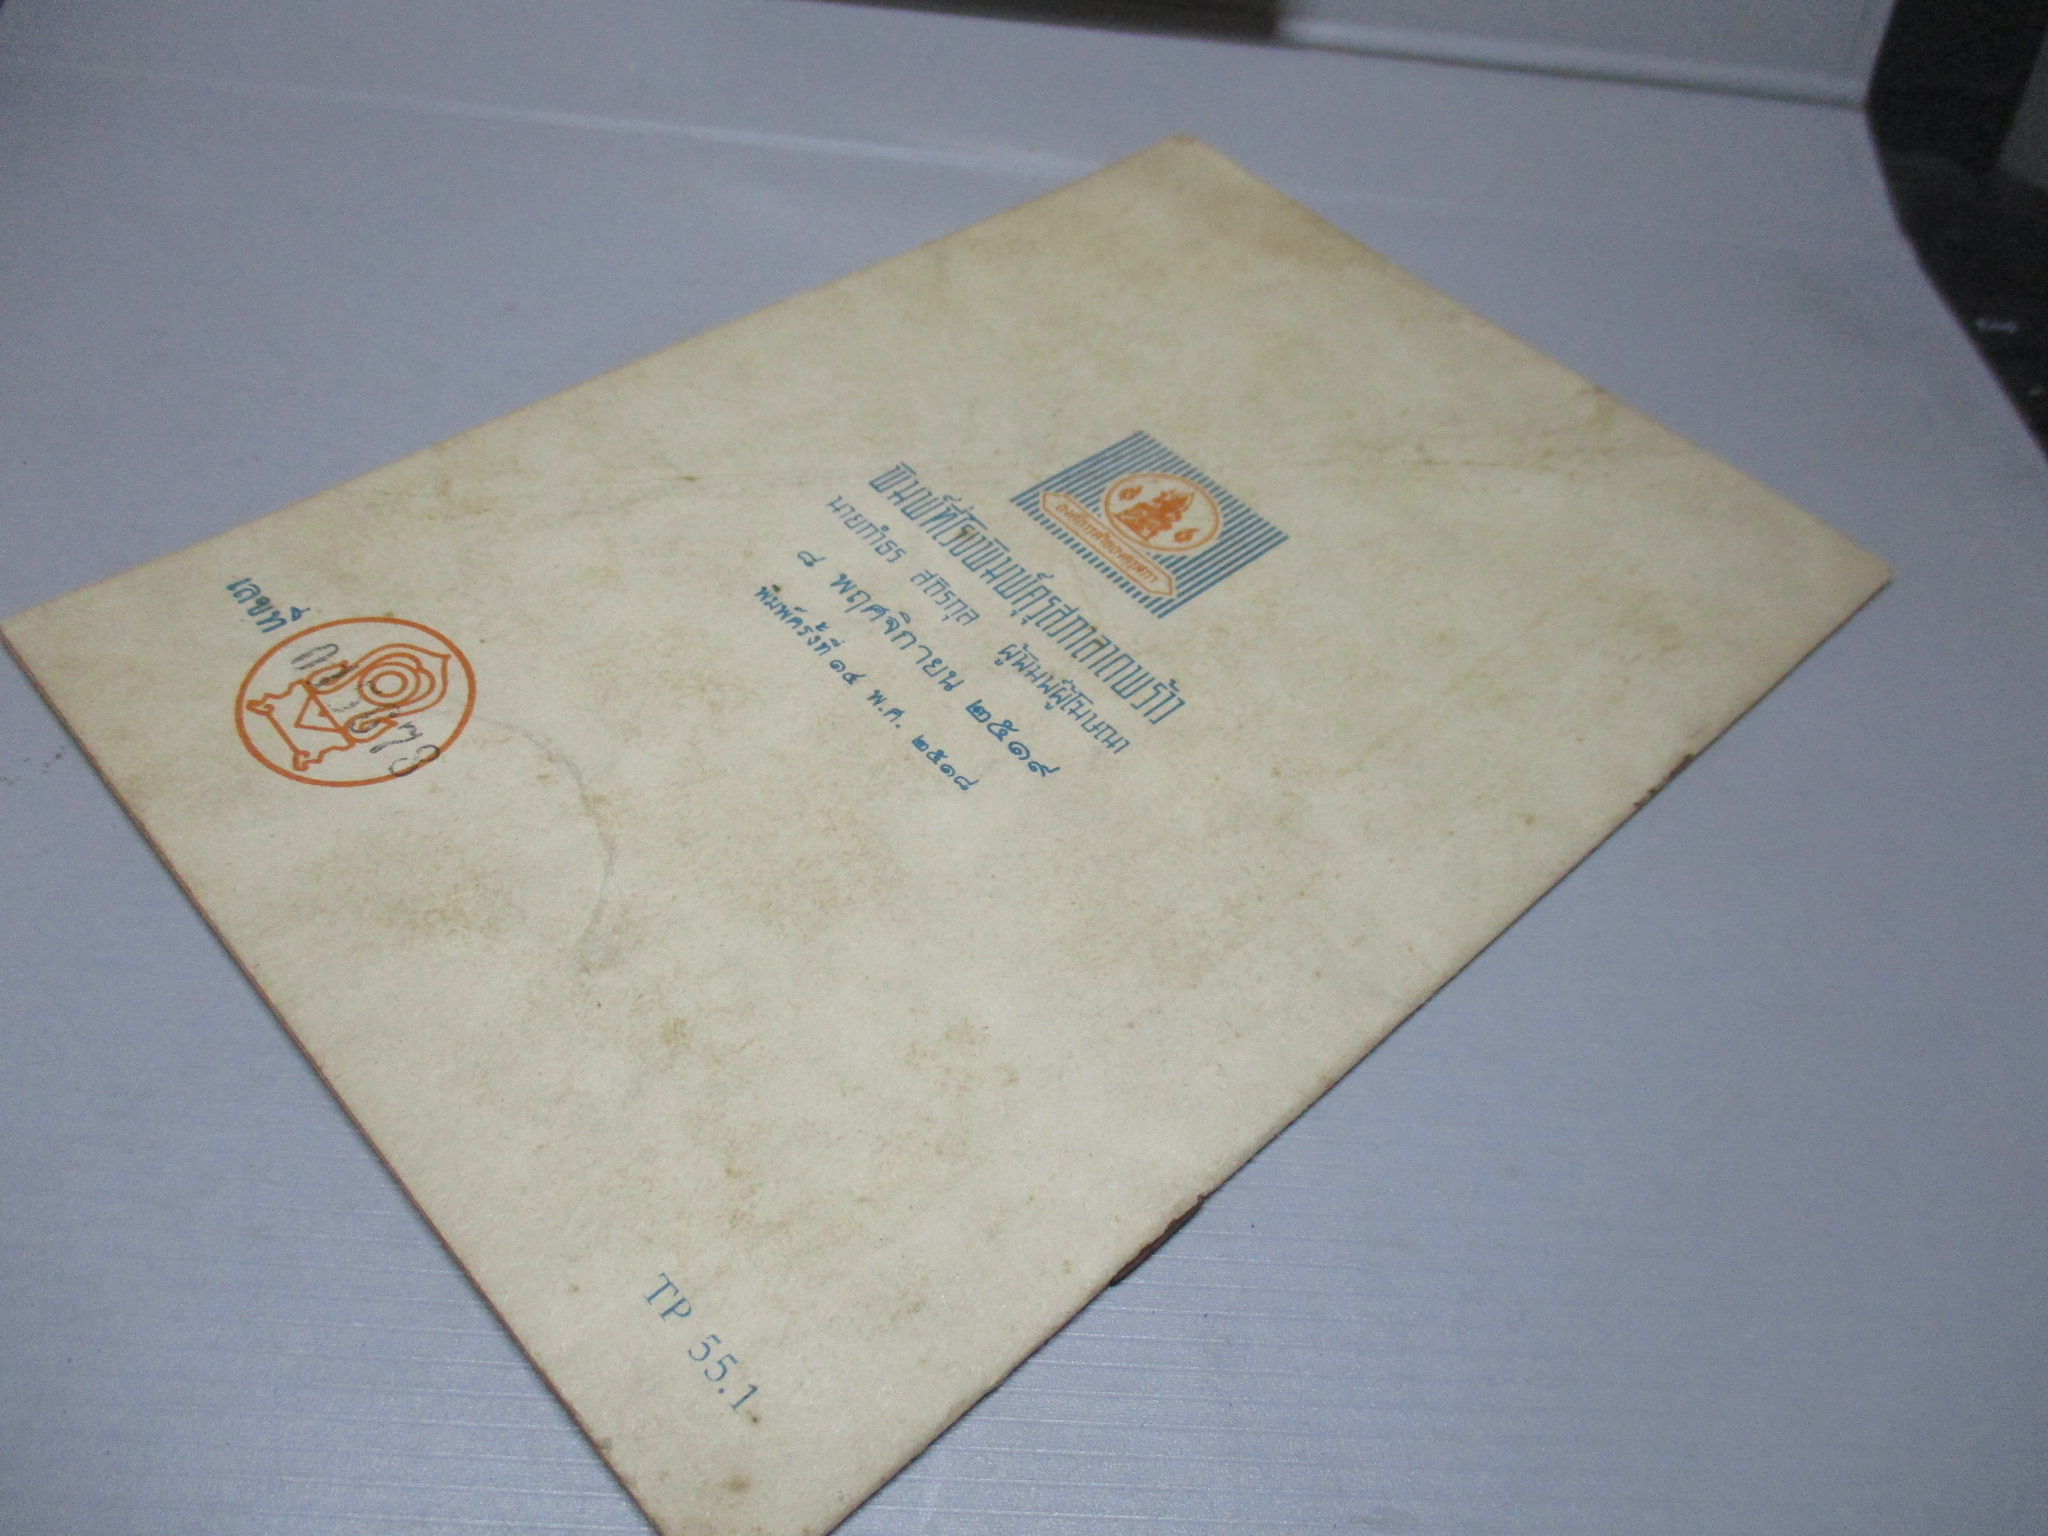 องค์การค้าของคุรุสภา
พิมพ์ที่โรงพิมพ์คุรุสภาลาดพร้าว
นายกำธร สถิรกุล ผู้พิมพ์ผู้โฆษณา
๘ พฤศจิกายน ๒๕๑๙
พิมพ์ครั้งที่ ๑๔ พ.ศ. ๒๕๑๘
เลขที่
TP 55.1